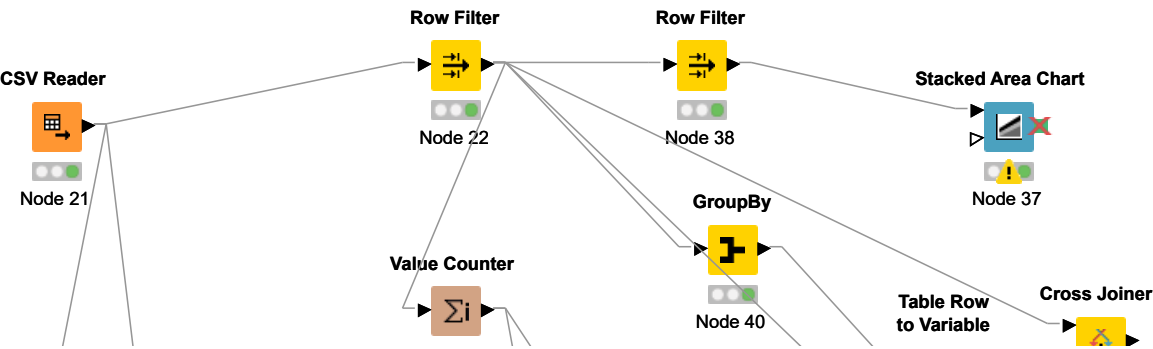 Row Filter
Row Filter
CSV Reader
Stacked Area Chart
Node 22
Node 38
Node 21
Node 37
GroupBy
Value Counter
Σi
Table Row
to Variable
Cross Joiner
Node 40